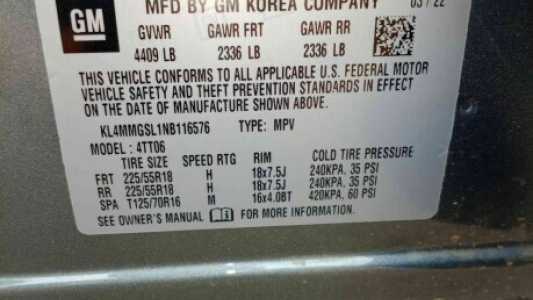 MFD BY GM KOREA COMPANY 03/22
GM
GVWR GAWR FRT GAWR RR
4409 LB 2336 LB 2336 LB
THIS VEHICLE CONFORMS TO ALL APPLICABLE U.S. FEDERAL MOTOR
VEHICLE SAFETY AND THEFT PREVENTION STANDARDS IN EFFECT
ON THE DATE OF MANUFACTURE SHOWN ABOVE.
KL4MMGSL1NB116576 TYPE: MPV
MODEL: 4TT06
TIRE SIZE SPEED RTG RIM COLD TIRE PRESSURE
FRT 225/55R18 H 18x7.5J 240KPA, 35 PSI
RR 225/55R18 H 18x7.5J 240KPA, 35 PSI
SPA T125/70R16 M 16x4.0BT 420KPA, 60 PSI
SEE OWNER'S MANUAL FOR MORE INFORMATION.